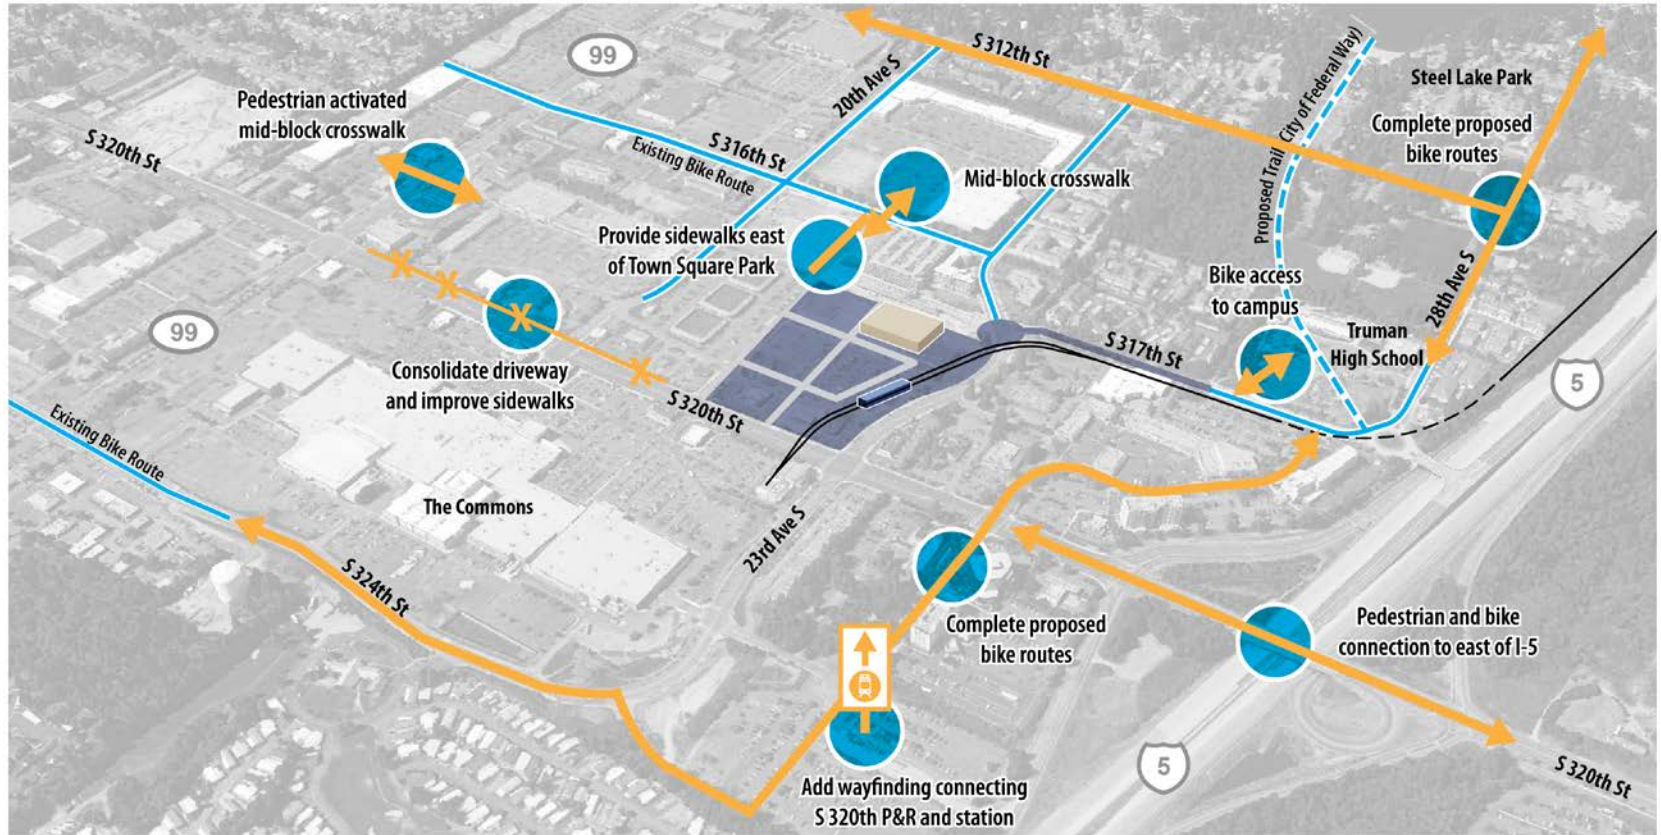 99
S 312th St
20th Ave S
Proposed Trail (City of Federal Way)
Steel Lake Park
Complete proposed
bike routes
Pedestrian activated
mid-block crosswalk
S 320th St
S 316th St
Existing Bike Route
Mid-block crosswalk
Provide sidewalks east
of Town Square Park
Bike access
to campus
28th Ave S
Truman
High School
99
S 317th St
5
Consolidate driveway
and improve sidewalks
S 320th St
Existing Bike Route
The Commons
23rd Ave S
S 324th St
Complete proposed
bike routes
Pedestrian and bike
connection to east of I-5
5
S 320th St
Add wayfinding connecting
S 320th P&R and station